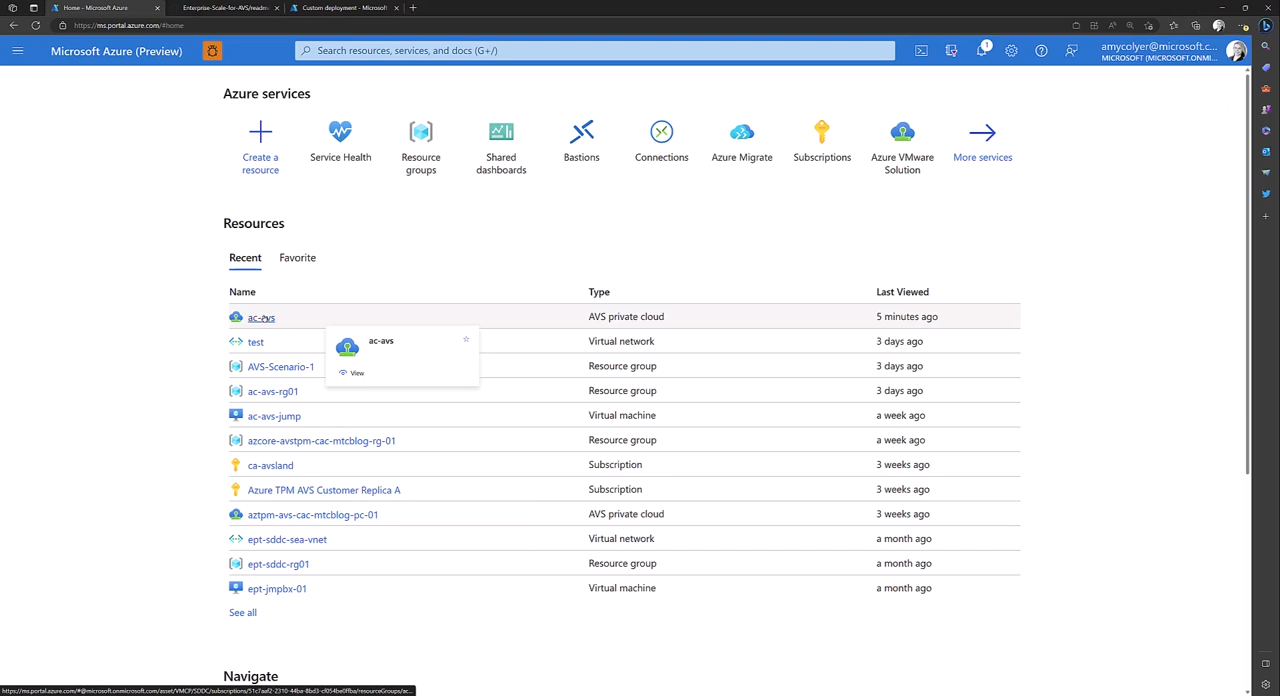 Home - Microsoft Azure
Enterprise-Scale-for-AVS/readm
Custom deployment - Microsoft
https://ms.portal.azure.com/#home
Microsoft Azure (Preview)
Search resources, services, and docs (G+/)
1
amycolyer@microsoft.c...
MICROSOFT (MICROSOFT.ONMI...
Azure services
Create a resource
Service Health
Resource groups
Shared dashboards
Bastions
Connections
Azure Migrate
Subscriptions
Azure VMware Solution
More services
Resources
Recent Favorite
Name Type Last Viewed
ac-avs AVS private cloud 5 minutes ago
ac-avs
View
test Virtual network 3 days ago
AVS-Scenario-1 Resource group 3 days ago
ac-avs-rg01 Resource group 3 days ago
ac-avs-jump Virtual machine a week ago
azcore-avstpm-cac-mtcblog-rg-01 Resource group a week ago
ca-avsland Subscription 3 weeks ago
Azure TPM AVS Customer Replica A Subscription 3 weeks ago
aztpm-avs-cac-mtcblog-pc-01 AVS private cloud 3 weeks ago
ept-sddc-sea-vnet Virtual network a month ago
ept-sddc-rg01 Resource group a month ago
ept-jmpbx-01 Virtual machine a month ago
See all
Navigate